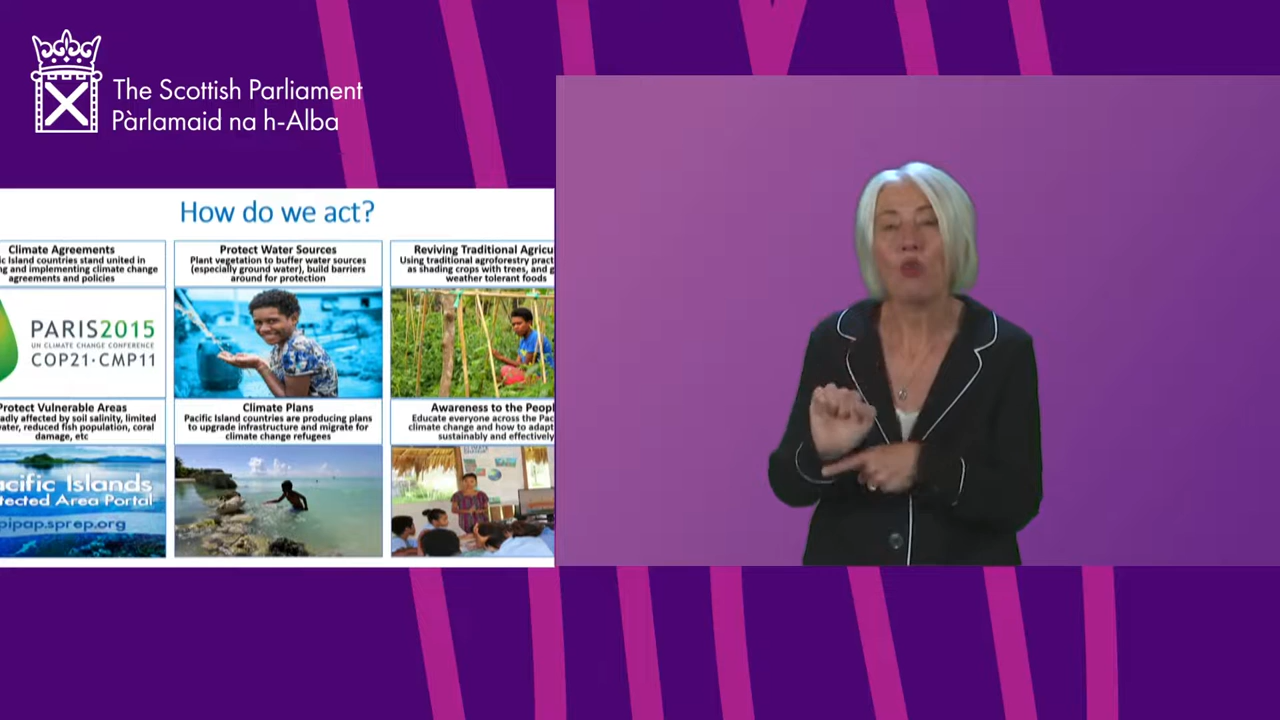 The Scottish Parliament
Pàrlamaid na h-Alba
How do we act?
Climate Agreements
ic Island countries stand united in
ng and implementing climate change
agreements and policies
Protect Water Sources
Plant vegetation to buffer water sources
(especially ground water), build barriers
around for protection
Reviving Traditional Agricu
Using traditional agroforestry pract
as shading crops with trees, and g
weather tolerant foods
PARIS2015
UN CLIMATE CHANGE CONFERENCE
COP21·CMP11
Protect Vulnerable Areas
adly affected by soil salinity, limited
water, reduced fish population, coral
damage, etc
Climate Plans
Pacific Island countries are producing plans
to upgrade infrastructure and migrate for
climate change refugees
Awareness to the Peopl
Educate everyone across the Pac
climate change and how to adapt
sustainably and effectively
acific Islands
tected Area Portal
pipap.sprep.org